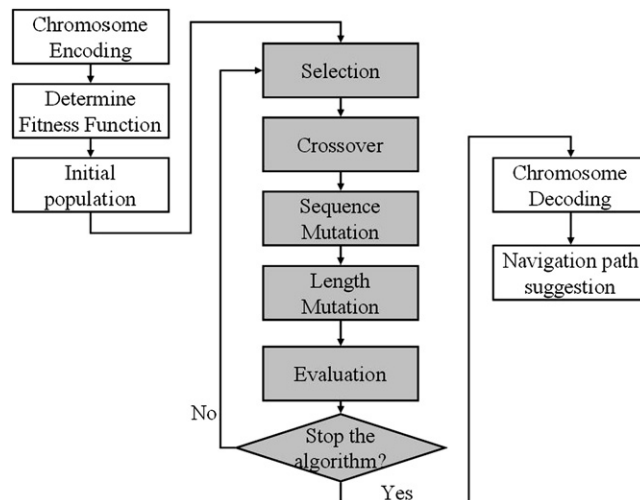 Chromosome
Encoding
Determine
Fitness Function
Initial
population
Selection
Crossover
Sequence
Mutation
Length
Mutation
Evaluation
Stop the
algorithm?
No
Yes
Chromosome
Decoding
Navigation path
suggestion